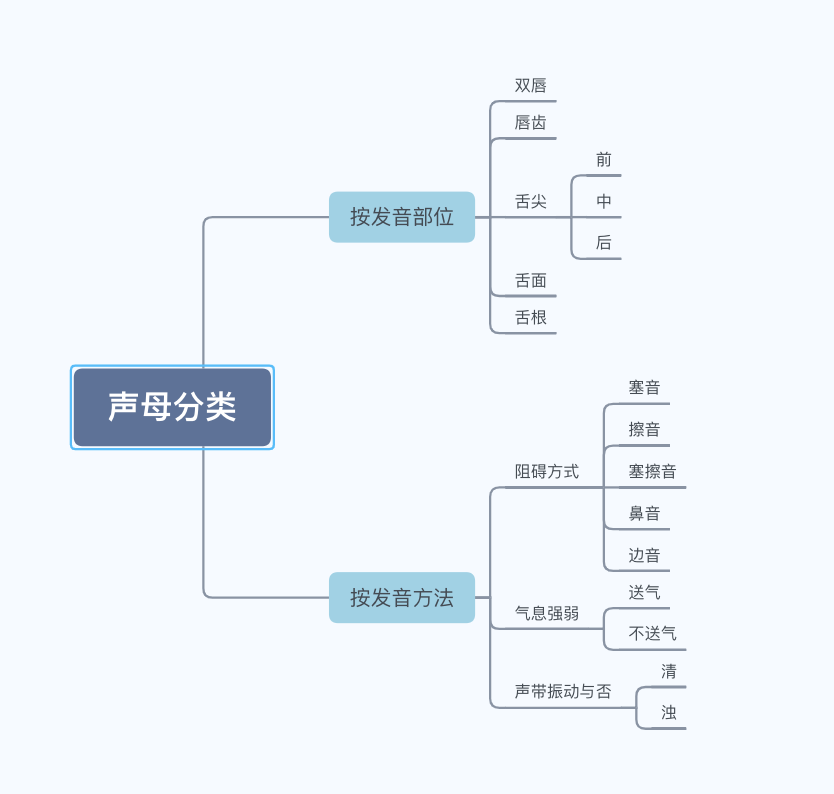 声母分类
按发音部位
双唇
唇齿
舌尖
前
中
后
舌面
舌根
按发音方法
阻碍方式
塞音
擦音
塞擦音
鼻音
边音
气息强弱
送气
不送气
声带振动与否
清
浊